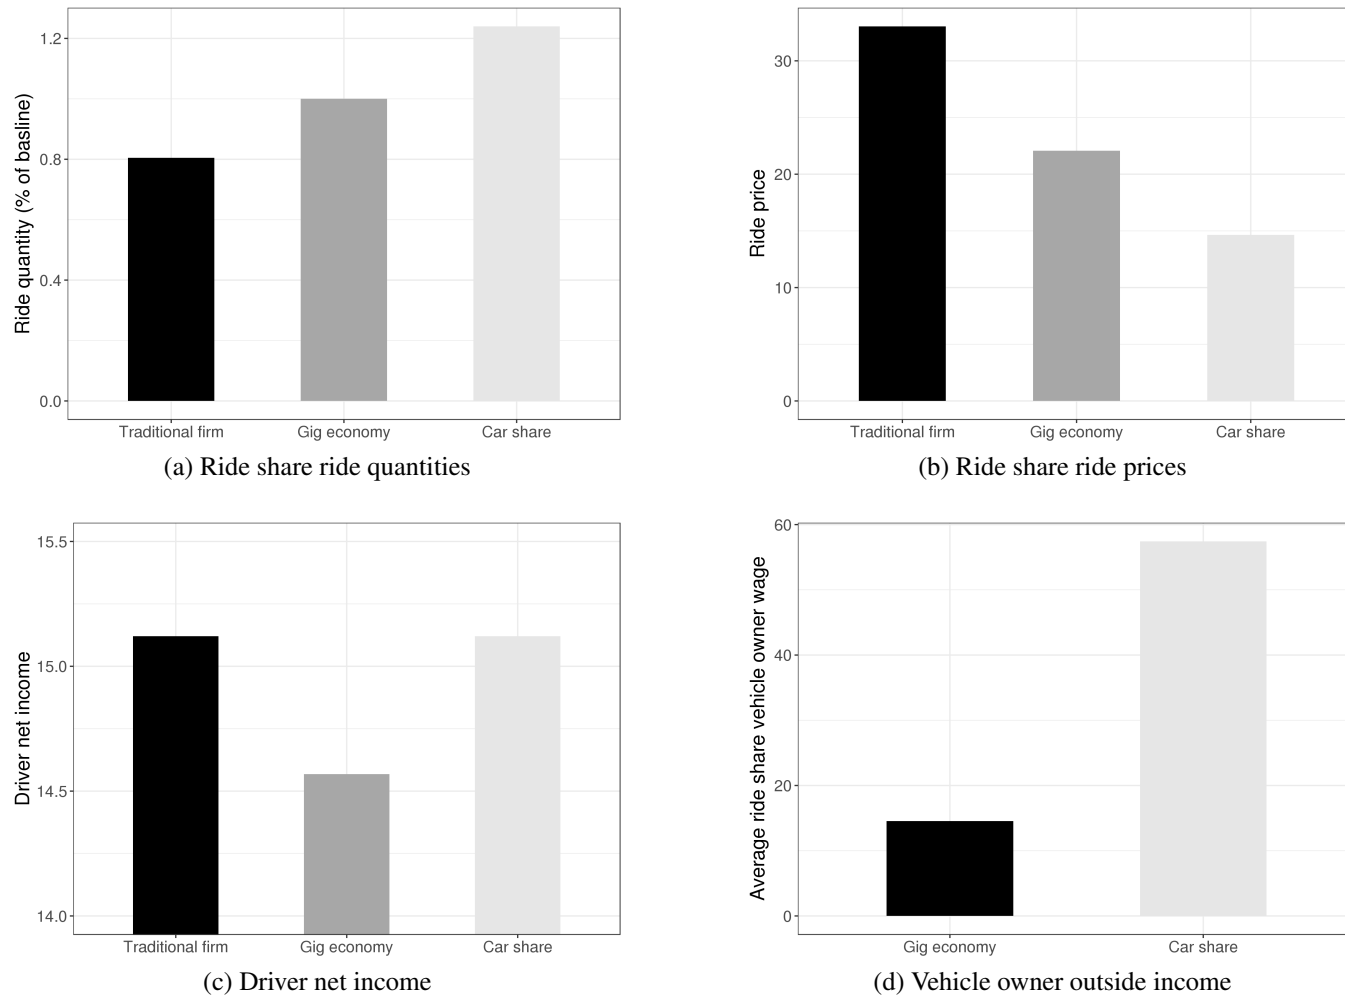 Ride quantity (% of basline)
1.2
0.8
0.4
0.0
Traditional firm
Gig economy
Car share
(a) Ride share ride quantities
Ride price
30
20
10
0
Traditional firm
Gig economy
Car share
(b) Ride share ride prices
Driver net income
15.5
15.0
14.5
14.0
Traditional firm
Gig economy
Car share
(c) Driver net income
Average ride share vehicle owner wage
60
40
20
0
Gig economy
Car share
(d) Vehicle owner outside income